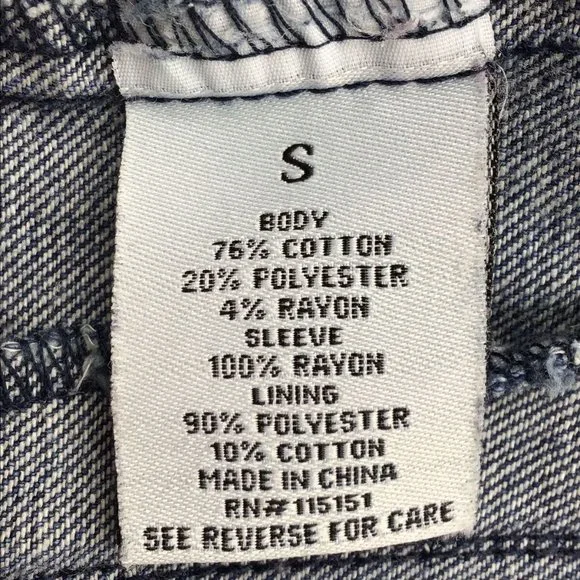 S
BODY
76% COTTON
20% POLYESTER
4% RAYON
SLEEVE
100% RAYON
LINING
90% POLYESTER
10% COTTON
MADE IN CHINA
RN#115151
SEE REVERSE FOR CARE